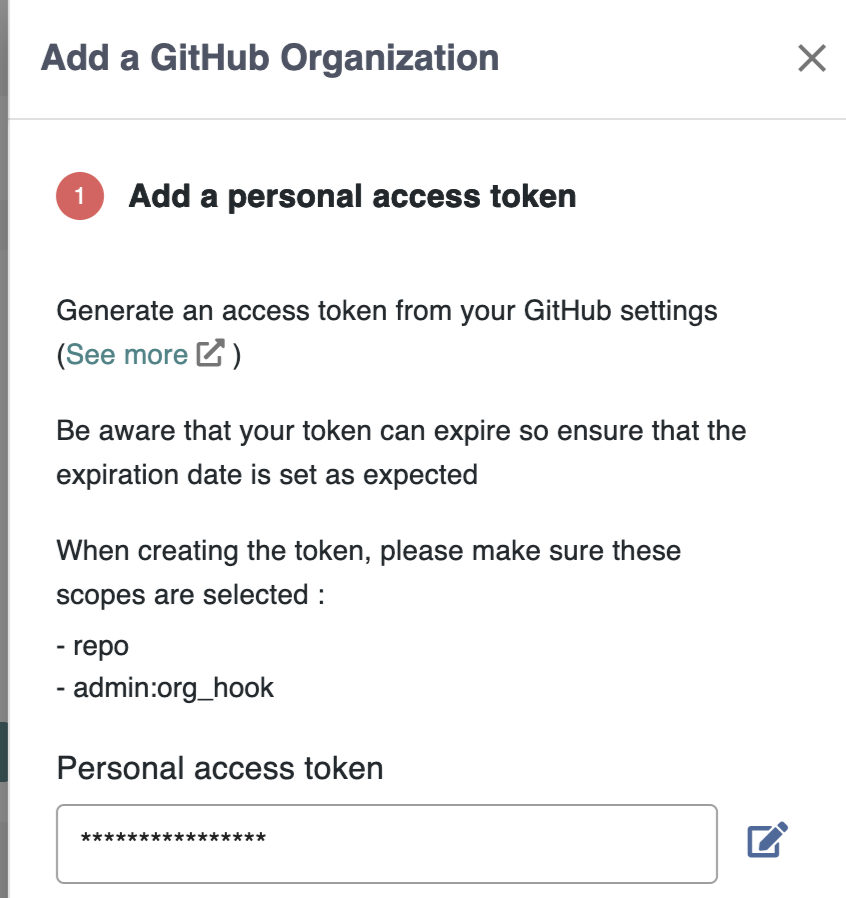 Add a GitHub Organization
1 Add a personal access token
Generate an access token from your GitHub settings
(See more )
Be aware that your token can expire so ensure that the
expiration date is set as expected
When creating the token, please make sure these
scopes are selected :
- repo
- admin:org_hook
Personal access token
****************